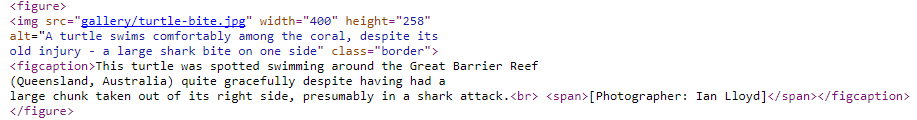 <figure>
<img src="gallery/turtle-bite.jpg" width="400" height="258"
alt="A turtle swims comfortably among the coral, despite its
old injury - a large shark bite on one side" class="border">
<figcaption>This turtle was spotted swimming around the Great Barrier Reef
(Queensland, Australia) quite gracefully despite having had a
large chunk taken out of its right side, presumably in a shark attack.<br> <span>[Photographer: Ian Lloyd]</span></figcaption>
</figure>